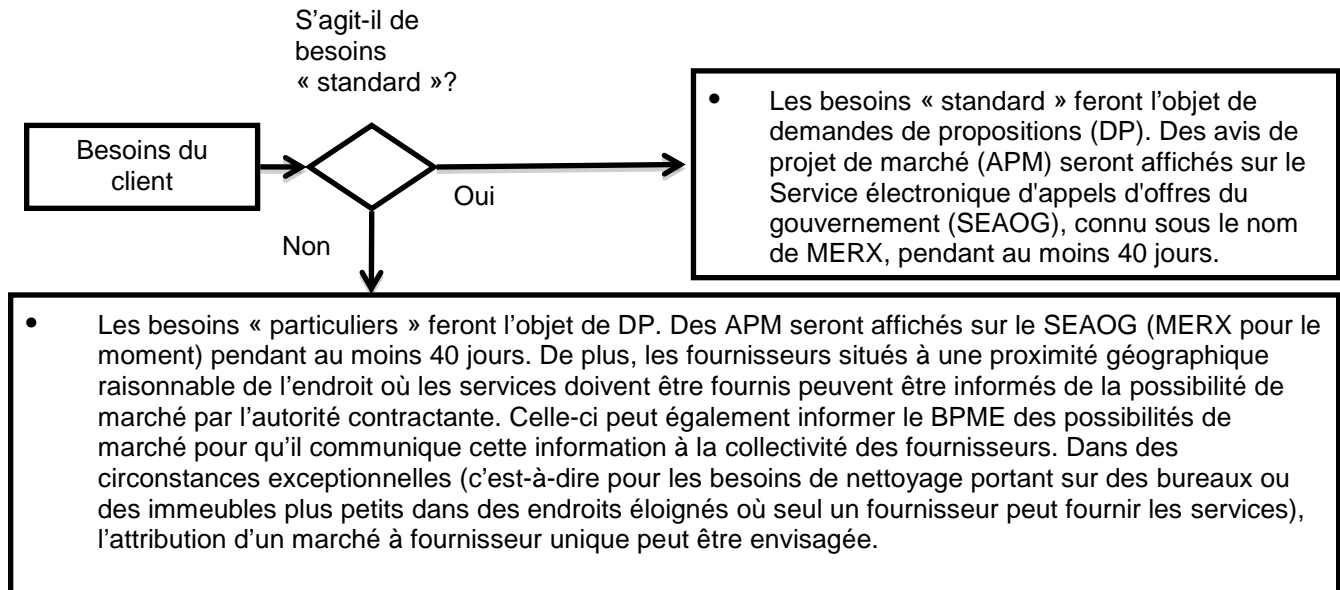 S’agit-il de
besoins
« standard »?
Besoins du
client
Oui
Non
• Les besoins « standard » feront l’objet de
demandes de propositions (DP). Des avis de
projet de marché (APM) seront affichés sur le
Service électronique d'appels d'offres du
gouvernement (SEAOG), connu sous le nom
de MERX, pendant au moins 40 jours.
• Les besoins « particuliers » feront l’objet de DP. Des APM seront affichés sur le SEAOG (MERX pour le
moment) pendant au moins 40 jours. De plus, les fournisseurs situés à une proximité géographique
raisonnable de l’endroit où les services doivent être fournis peuvent être informés de la possibilité de
marché par l’autorité contractante. Celle-ci peut également informer le BPME des possibilités de
marché pour qu’il communique cette information à la collectivité des fournisseurs. Dans des
circonstances exceptionnelles (c’est-à-dire pour les besoins de nettoyage portant sur des bureaux ou
des immeubles plus petits dans des endroits éloignés où seul un fournisseur peut fournir les services),
l’attribution d’un marché à fournisseur unique peut être envisagée.